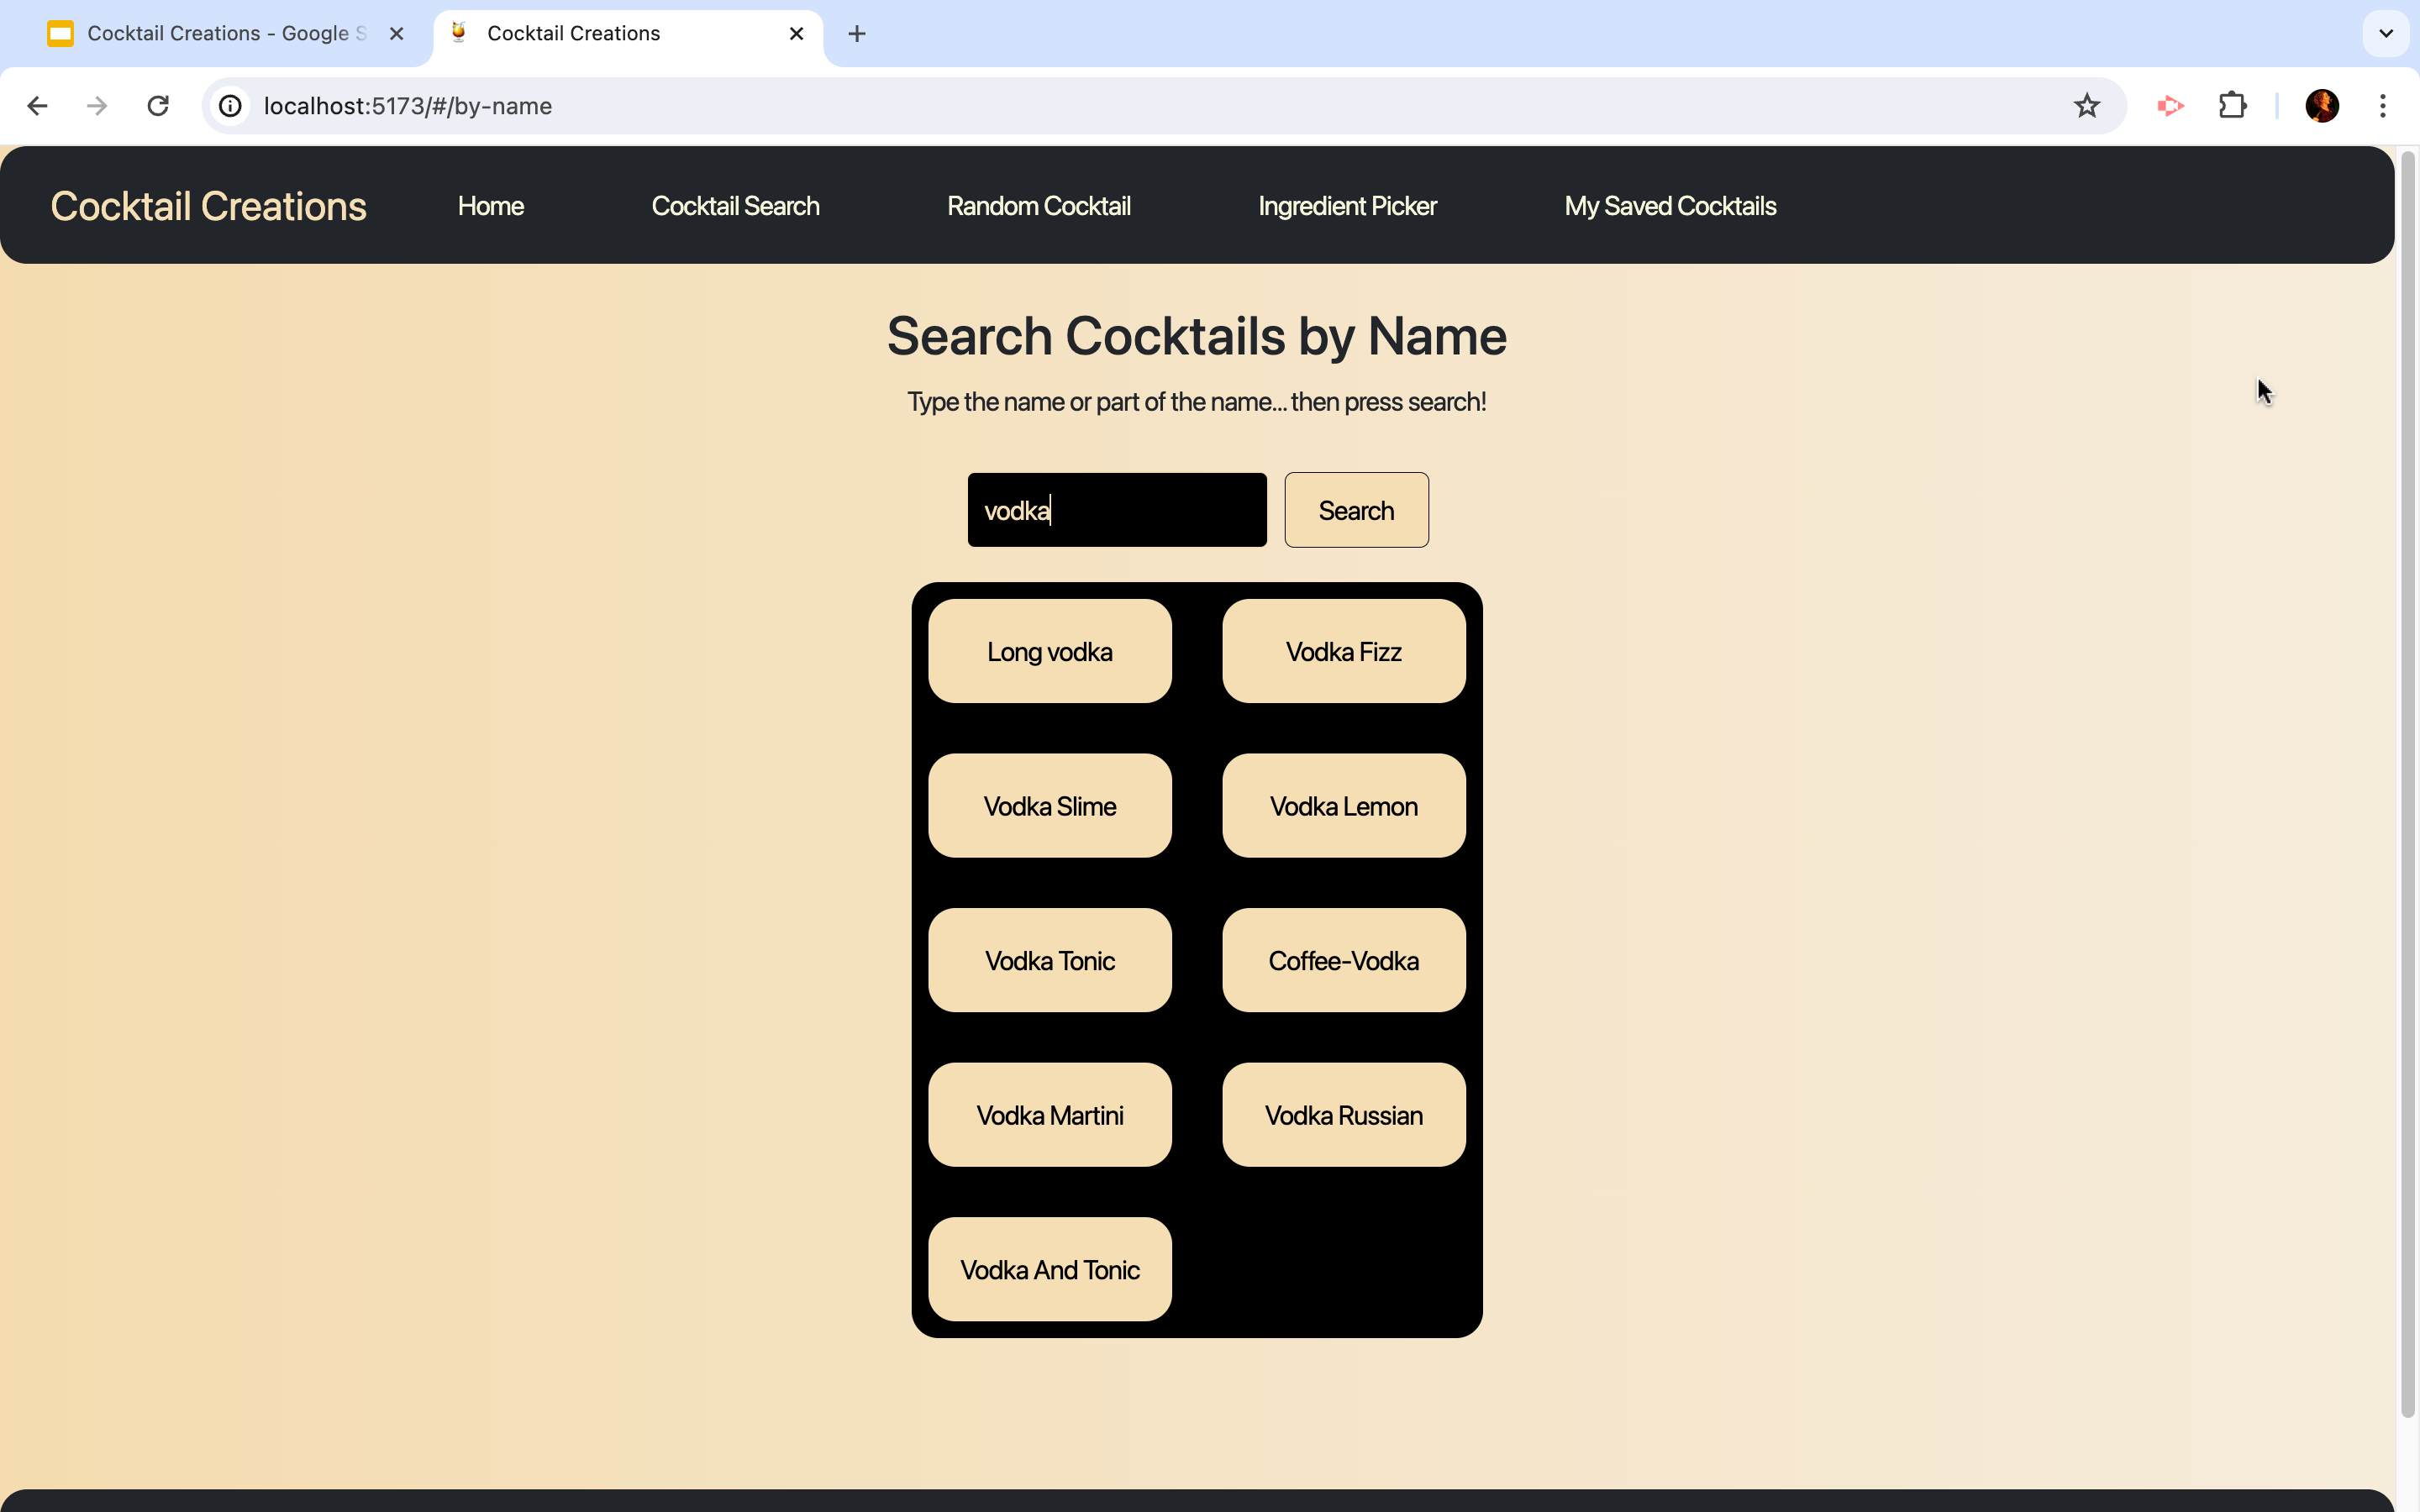 Cocktail Creations - Google S
Cocktail Creations
localhost:5173/#/by-name
Cocktail Creations Home Cocktail Search Random Cocktail Ingredient Picker My Saved Cocktails
Search Cocktails by Name
Type the name or part of the name... then press search!
vodka Search
Long vodka Vodka Fizz
Vodka Slime Vodka Lemon
Vodka Tonic Coffee-Vodka
Vodka Martini Vodka Russian
Vodka And Tonic